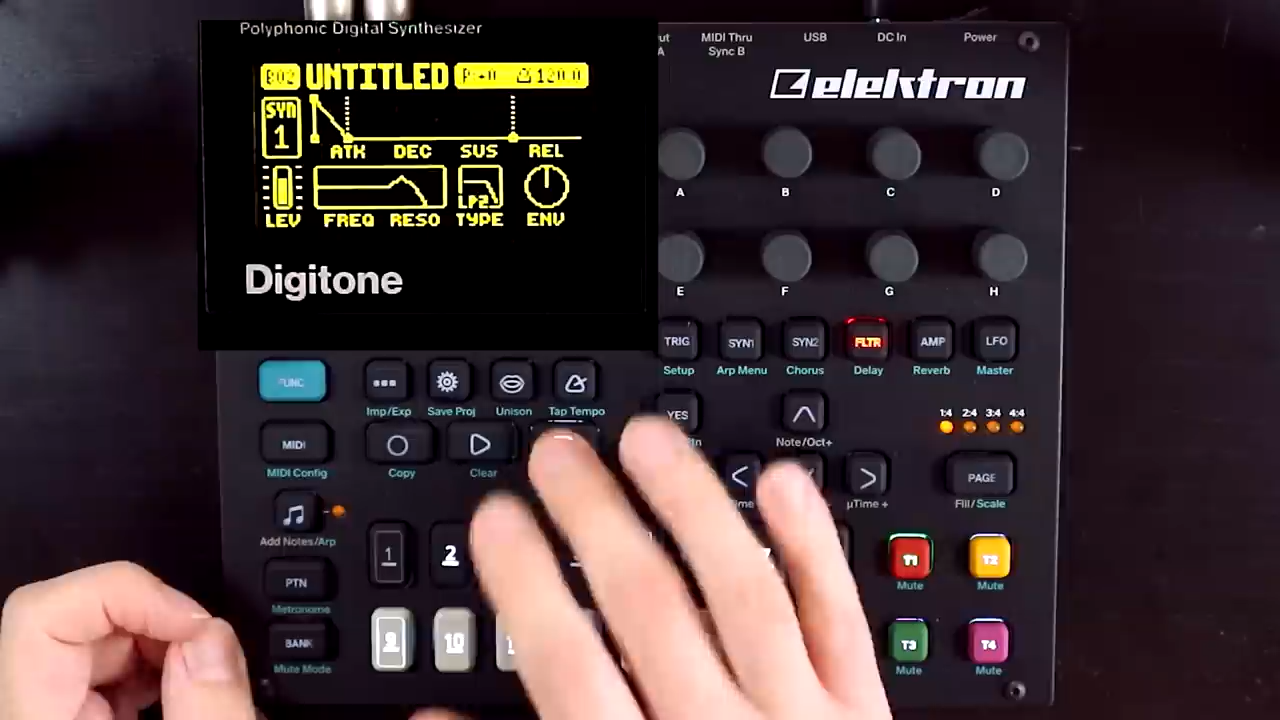 Polyphonic Digital Synthesizer
UNTITLED
120.0
SYN
1
ATK DEC SUS REL
LP2
LEV FREQ RESO TYPE ENV
Digitone
MIDI Thru
Sync B
USB
DC In
Power
elektron
A B C D
E F G H
TRIG SYN1 SYN2 FLTR AMP LFO
Setup Arp Menu Chorus Delay Reverb Master
FUNC
Imp/Exp Save Proj Unison Tap Tempo
YES
Note/Oct+
1:4 2:4 3:4 4:4
MIDI
MIDI Config
Copy Clear
µTime +
PAGE
Fill/Scale
Add Notes/Arp
1 2
T1 T2
Mute Mute
PTN
Metronome
BANK
Mute Mode
9 10
T3 T4
Mute Mute